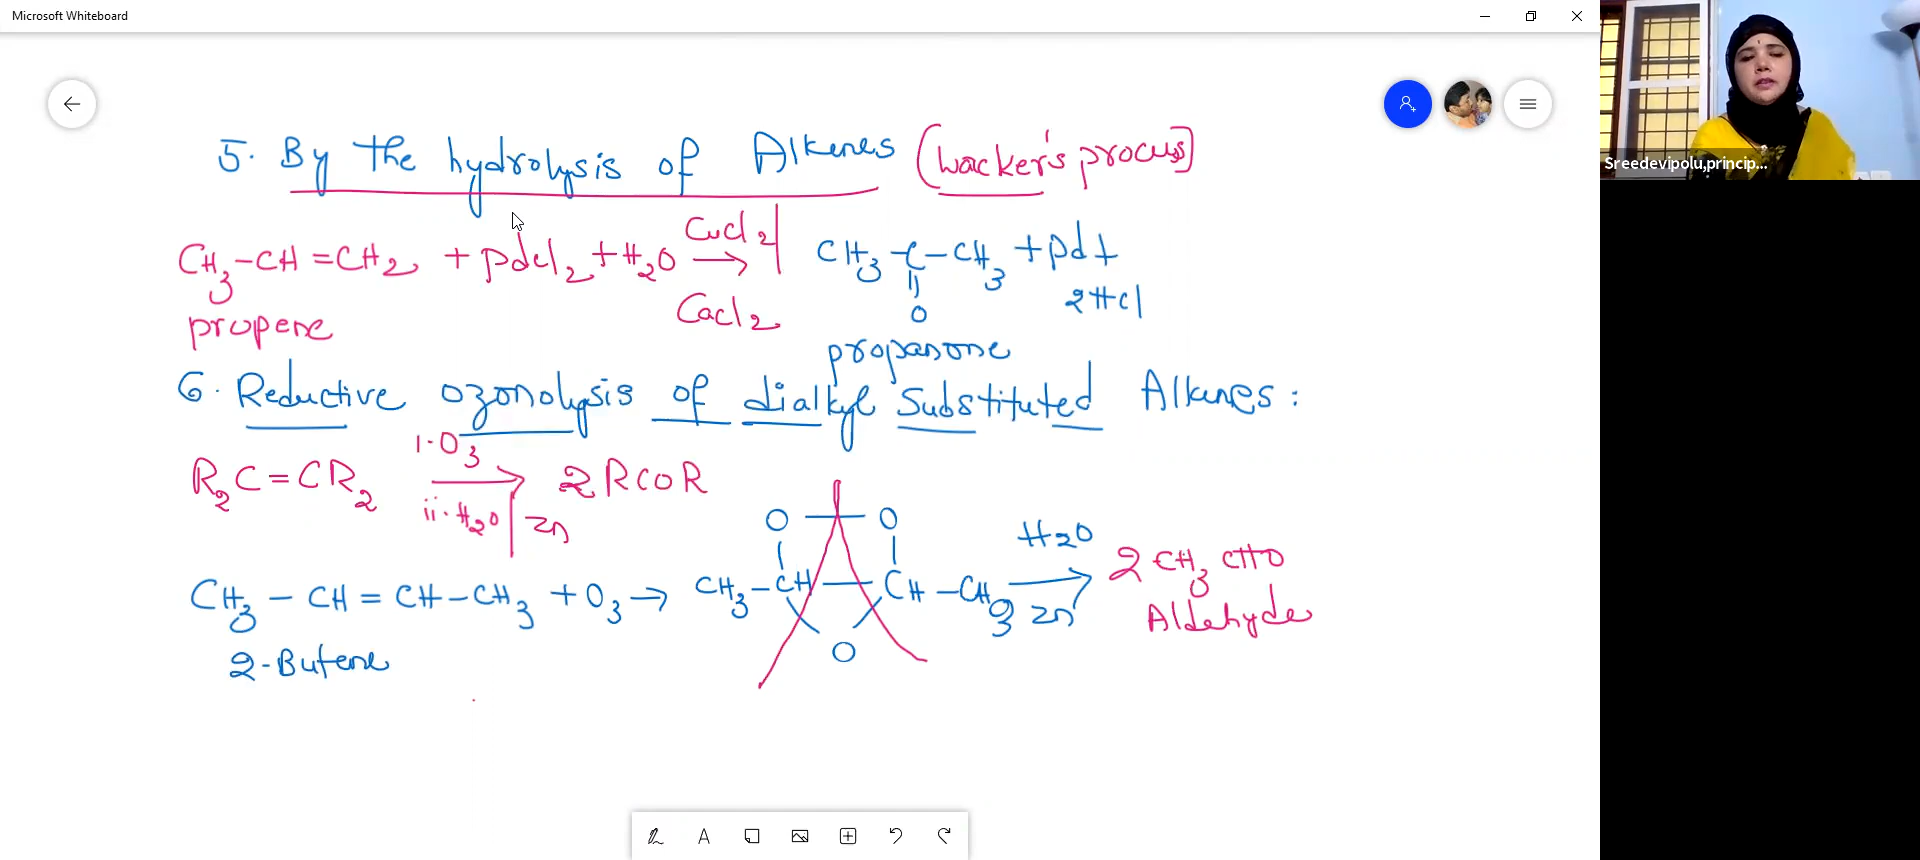 Microsoft Whiteboard
Sreedevipolu,princip...
5. By the hydrolysis of Alkenes (wacker's process)
CH3-CH=CH2 + pdcl2 + H2O → CH3-C-CH3 + pd +
CuCl2
Cacl2
2Hcl
||
O
propene
propanone
6. Reductive ozonolysis of dialkyl Substituted Alkenes:
R2C=CR2 → 2RCOR
1. O3
ii. H2O | Zn
O — O
CH3 — CH = CH — CH3 + O3 → CH3 — CH — CH — CH3 → 2CH3 CHO
O
H2O
Zn
Aldehyde
2-Butene
A